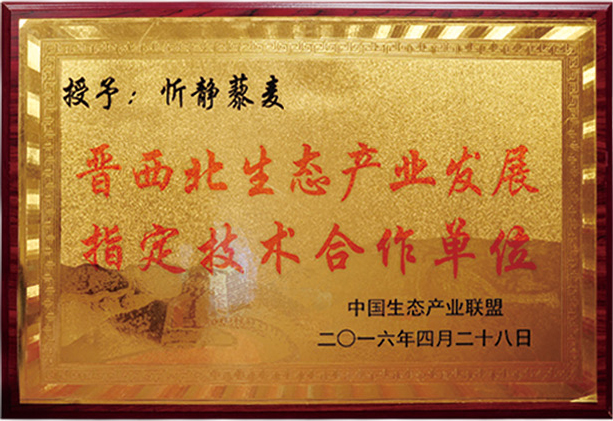 授予：忻静藜麦
晋西北生态产业发展
指定技术合作单位
中国生态产业联盟
二〇一六年四月二十八日